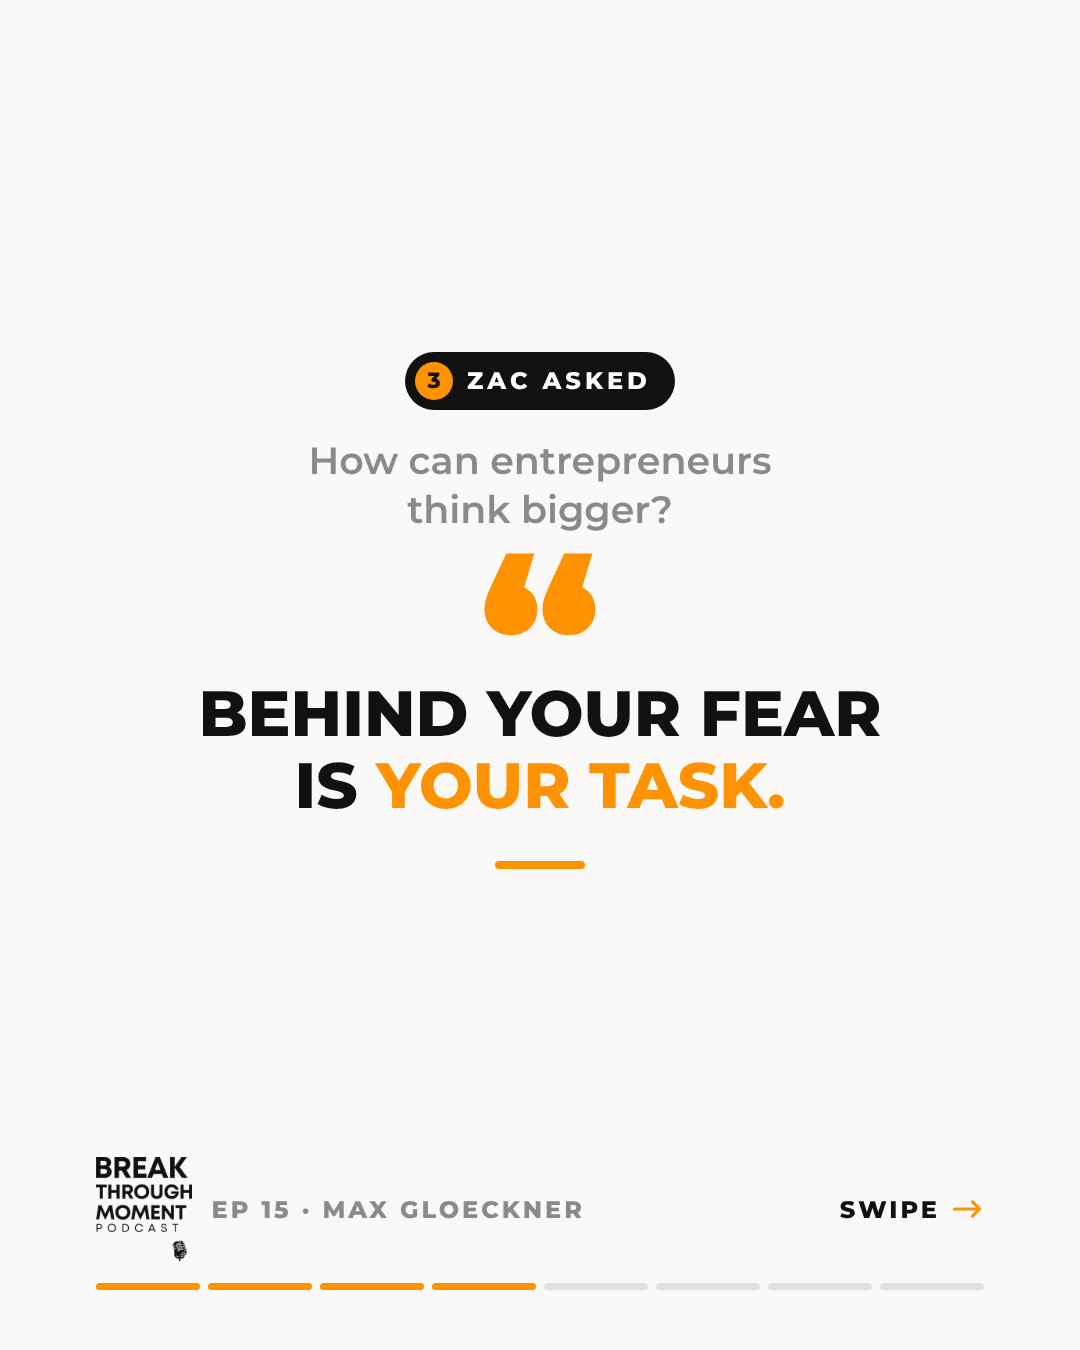 3 ZAC ASKED
How can entrepreneurs
think bigger?
“
BEHIND YOUR FEAR
IS YOUR TASK.
BREAK
THROUGH
MOMENT
PODCAST
EP 15 · MAX GLOECKNER
SWIPE →